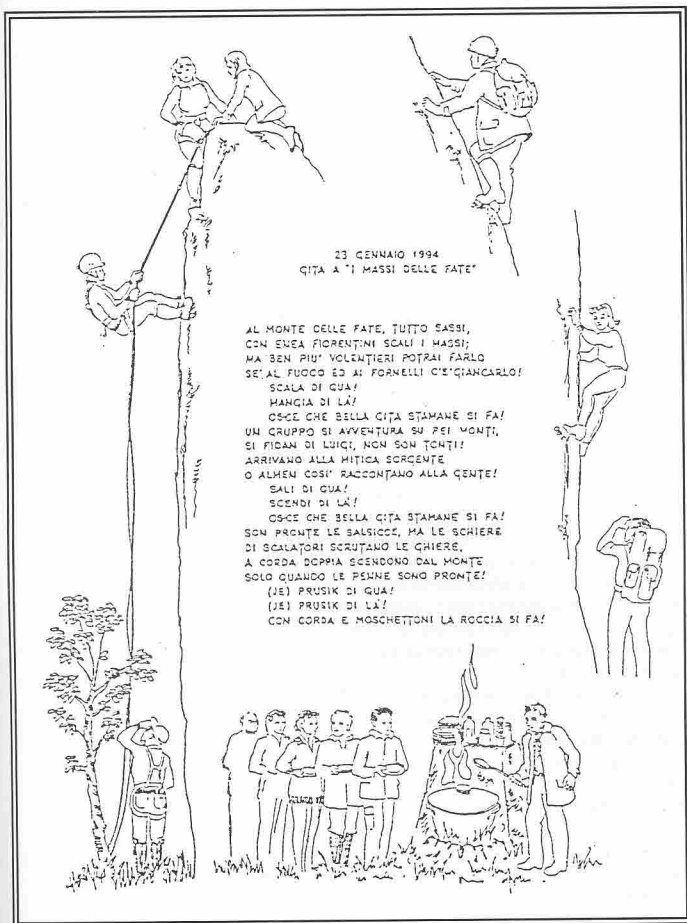 23 GENNAIO 1994
GITA A "I MASSI DELLE FATE"
AL MONTE DELLE FATE, TUTTO SASSI,
CON ENEA FIORENTINI SCALI I MASSI;
MA BEN PIU' VOLENTIERI POTRAI FARLO
SE' AL FUOCO ED AI FORNELLI C'E' GIANCARLO!
SCALA DI QUA!
MANGIA DI LA'!
OSCE CHE BELLA GITA STAMANE SI FA!
UN GRUPPO SI AVVENTURA SU PEI MONTI,
SI FIDAN DI LUIGI, NON SON TONTI!
ARRIVANO ALLA MITICA SORGENTE
O ALMEN COSI' RACCONTANO ALLA GENTE!
SALI DI QUA!
SCENDI DI LA'!
OSCE CHE BELLA GITA STAMANE SI FA!
SON PRONTE LE SALSICCE, MA LE SCHIERE
DI SCALATORI SCRUTANO LE GHIERE,
A CORDA DOPPIA SCENDONO DAL MONTE
SOLO QUANDO LE PENNE SONO PRONTE!
(JE) PRUSIK DI QUA!
(JE) PRUSIK DI LA'!
CON CORDA E MOSCHETTONI LA ROCCIA SI FA!